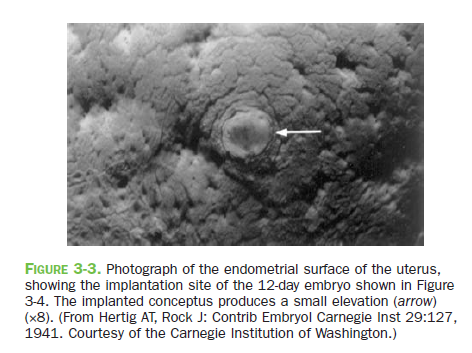 FIGURE 3-3. Photograph of the endometrial surface of the uterus,
showing the implantation site of the 12-day embryo shown in Figure
3-4. The implanted conceptus produces a small elevation (arrow)
(×8). (From Hertig AT, Rock J: Contrib Embryol Carnegie Inst 29:127,
1941. Courtesy of the Carnegie Institution of Washington.)